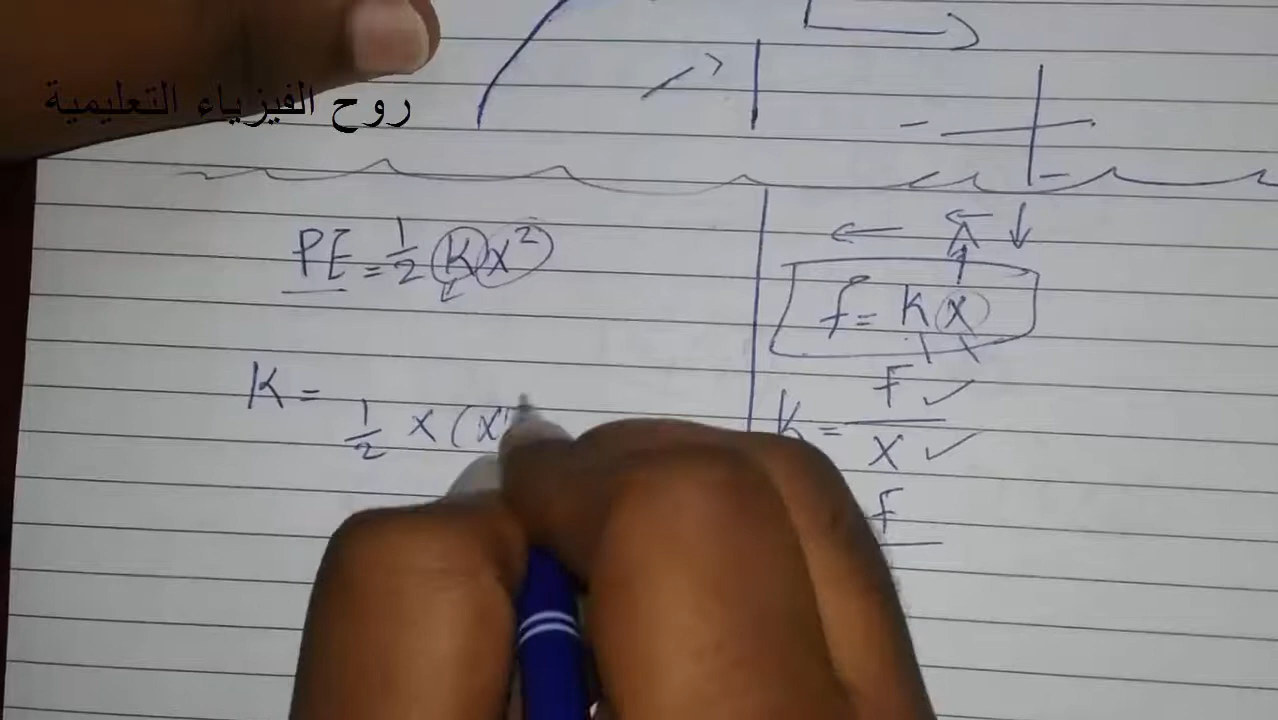 روح الفيزياء التعليمية
PE = 1/2 k x²
f = k x
K =
1/2 × (x
k = F / x
f